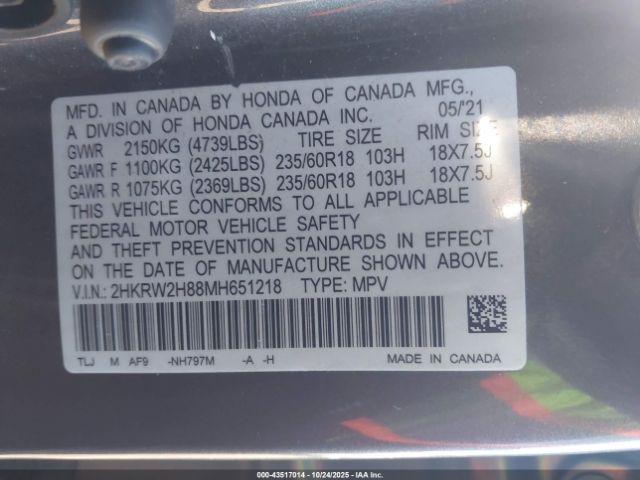 MFD. IN CANADA BY HONDA OF CANADA MFG.,
A DIVISION OF HONDA CANADA INC. 05/'21
GVWR 2150KG (4739LBS) TIRE SIZE RIM SIZE
GAWR F 1100KG (2425LBS) 235/60R18 103H 18X7.5J
GAWR R 1075KG (2369LBS) 235/60R18 103H 18X7.5J
THIS VEHICLE CONFORMS TO ALL APPLICABLE
FEDERAL MOTOR VEHICLE SAFETY
AND THEFT PREVENTION STANDARDS IN EFFECT
ON THE DATE OF MANUFACTURE SHOWN ABOVE.
V.I.N.: 2HKRW2H88MH651218 TYPE: MPV
TLJ M AF9 -NH797M -A -H MADE IN CANADA
000-43517014 - 10/24/2025 - IAA Inc.